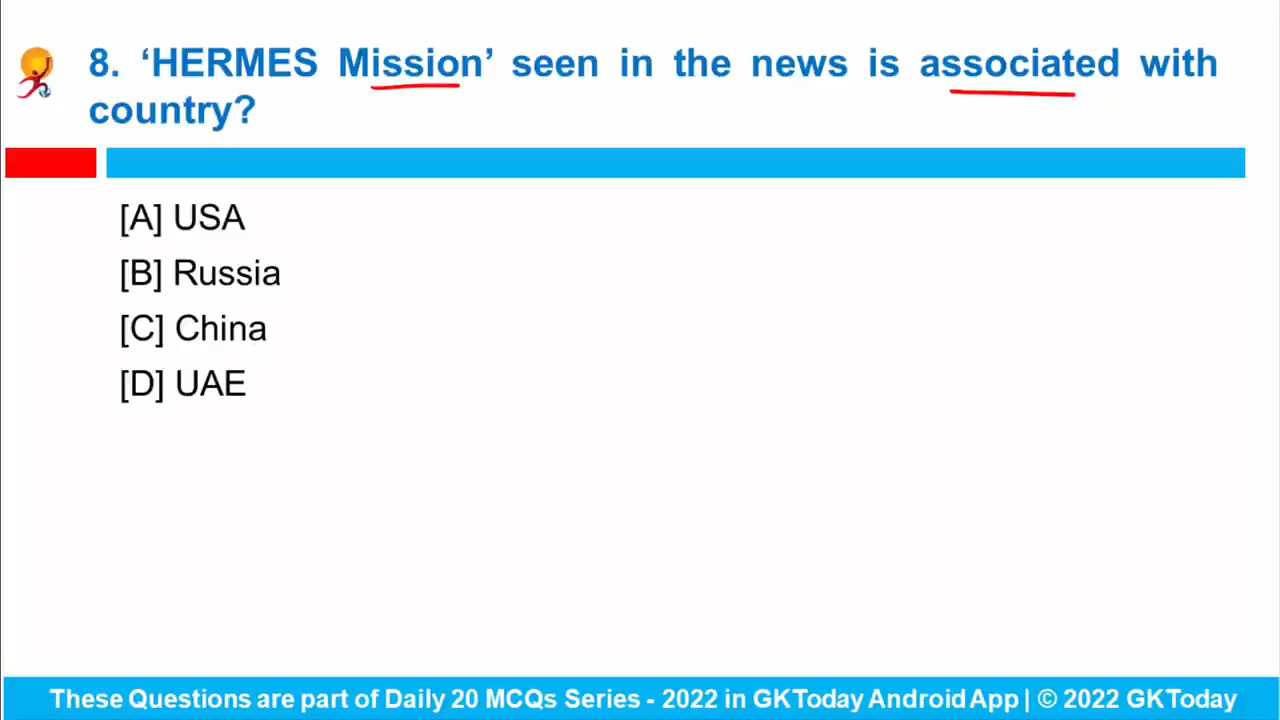 8. ‘HERMES Mission’ seen in the news is associated with
country?
[A] USA
[B] Russia
[C] China
[D] UAE
These Questions are part of Daily 20 MCQs Series - 2022 in GKToday Android App | © 2022 GKToday